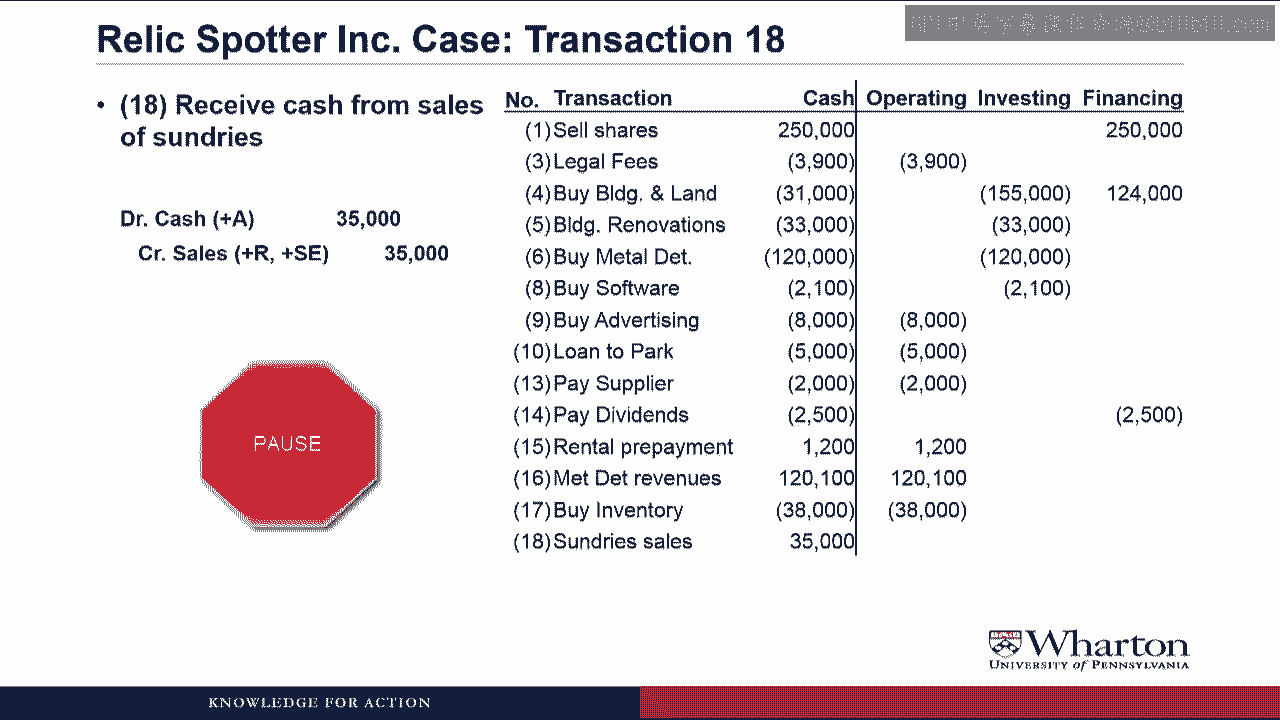 Relic Spotter Inc. Case: Transaction 18
• (18) Receive cash from sales
of sundries
Dr. Cash (+A) 35,000
Cr. Sales (+R, +SE) 35,000
PAUSE
No. Transaction Cash Operating Investing Financing
(1) Sell shares 250,000 250,000
(3) Legal Fees (3,900) (3,900)
(4) Buy Bldg. & Land (31,000) (155,000) 124,000
(5) Bldg. Renovations (33,000) (33,000)
(6) Buy Metal Det. (120,000) (120,000)
(8) Buy Software (2,100) (2,100)
(9) Buy Advertising (8,000) (8,000)
(10) Loan to Park (5,000) (5,000)
(13) Pay Supplier (2,000) (2,000)
(14) Pay Dividends (2,500) (2,500)
(15) Rental prepayment 1,200 1,200
(16) Met Det revenues 120,100 120,100
(17) Buy Inventory (38,000) (38,000)
(18) Sundries sales 35,000
Wharton
UNIVERSITY of PENNSYLVANIA
KNOWLEDGE FOR ACTION